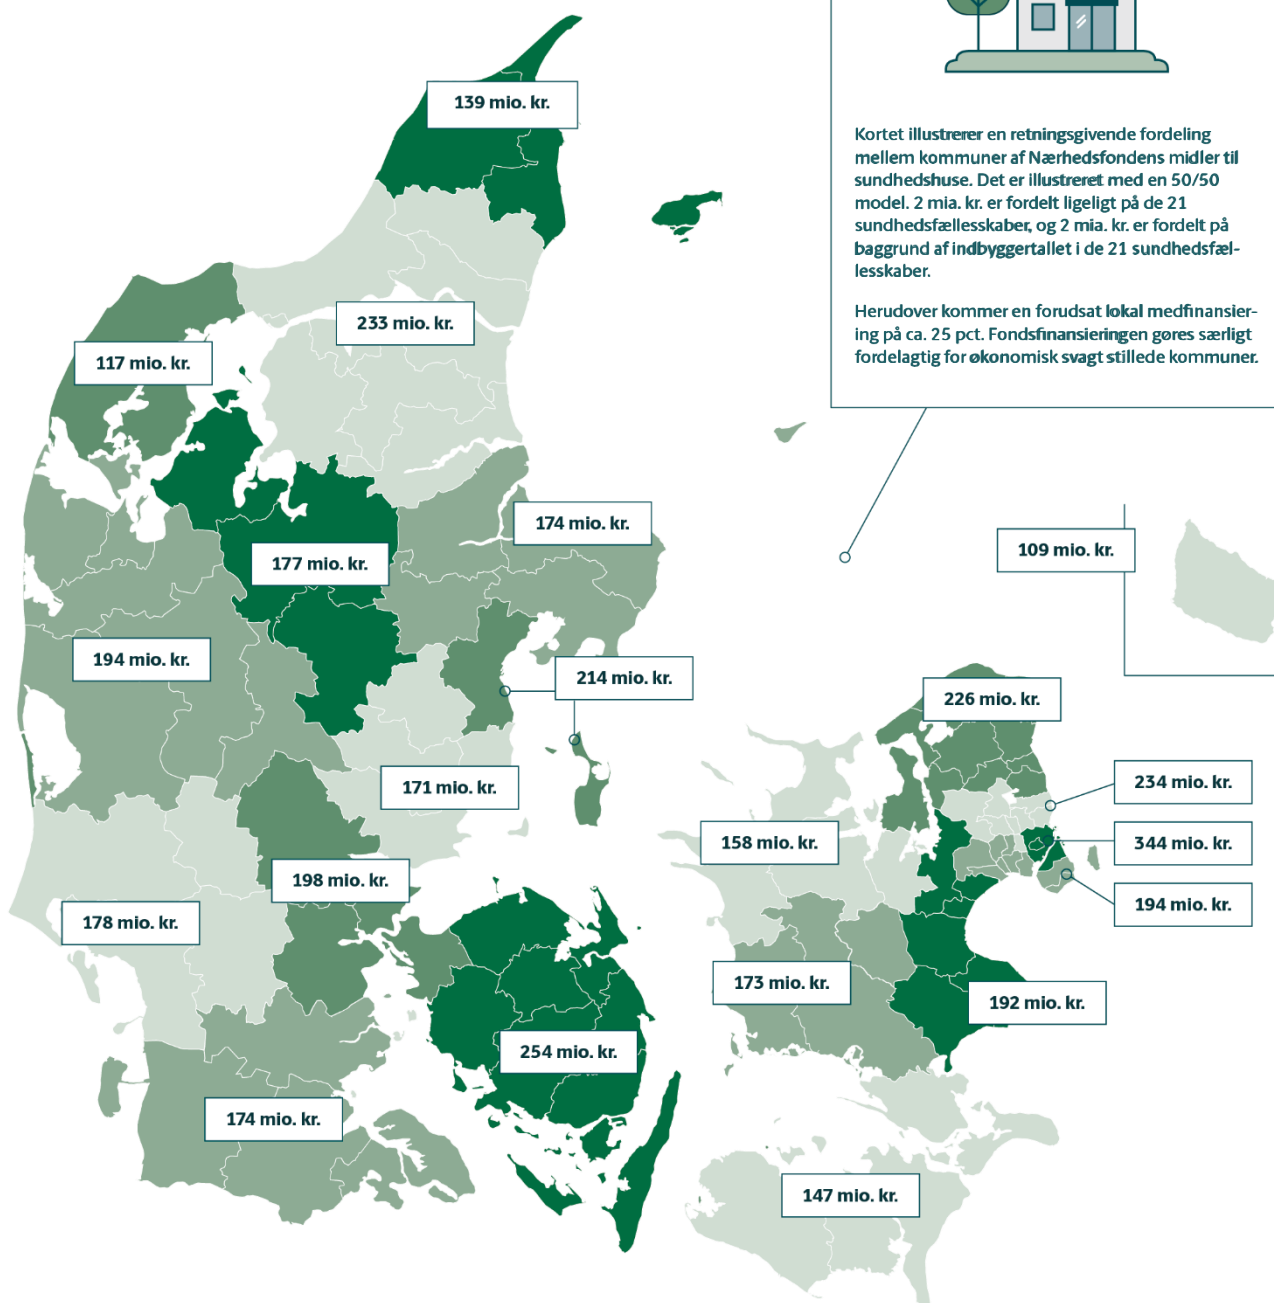 139 mio. kr.
Kortet illustrerer en retningsgivende fordeling
mellem kommuner af Nærhedsfondens midler til
sundhedshuse. Det er illustreret med en 50/50
model. 2 mia. kr. er fordelt ligeligt på de 21
sundhedsfællesskaber, og 2 mia. kr. er fordelt på
baggrund af indbyggertallet i de 21 sundhedsfæl-
lesskaber.
Herudover kommer en forudsat lokal medfinansier-
ing på ca. 25 pct. Fondsfinansieringen gøres særligt
fordelagtig for økonomisk svagt stillede kommuner.
233 mio. kr.
117 mio. kr.
174 mio. kr.
109 mio. kr.
177 mio. kr.
194 mio. kr.
214 mio. kr.
226 mio. kr.
171 mio. kr.
234 mio. kr.
158 mio. kr.
344 mio. kr.
198 mio. kr.
194 mio. kr.
178 mio. kr.
173 mio. kr.
192 mio. kr.
254 mio. kr.
174 mio. kr.
147 mio. kr.